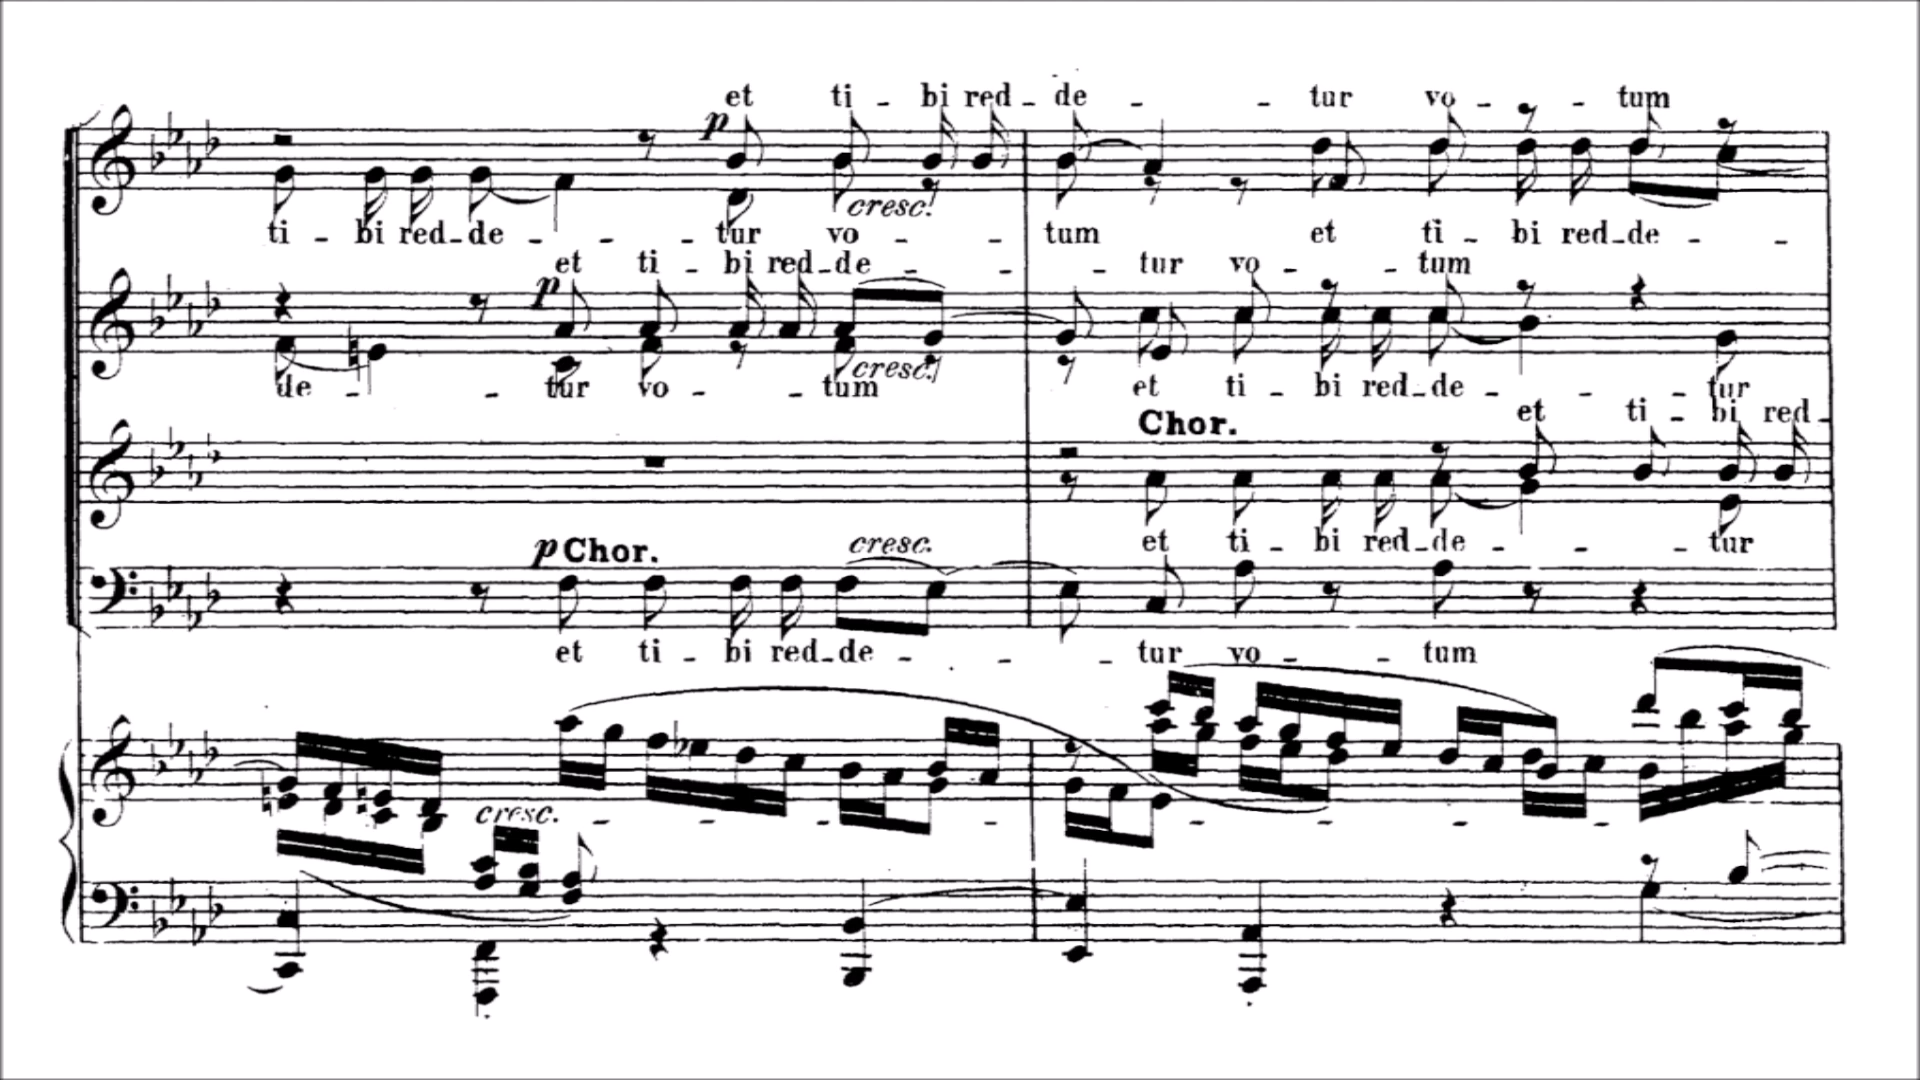 et ti - bi red - de - - tur vo - - tum
p
cresc.
ti - bi red - de - - - tur vo - - tum et ti - bi red - de - -
et ti - bi red - de - - - tur vo - - tum
p
cresc.
de - - tur vo - - tum et ti - bi red - de - - - tur
et ti - bi red -
Chor.
et ti - bi red - de - - - tur
p Chor. cresc.
et ti - bi red - de - . - - tur vo - - tum
cresc. - - - - - - - - -